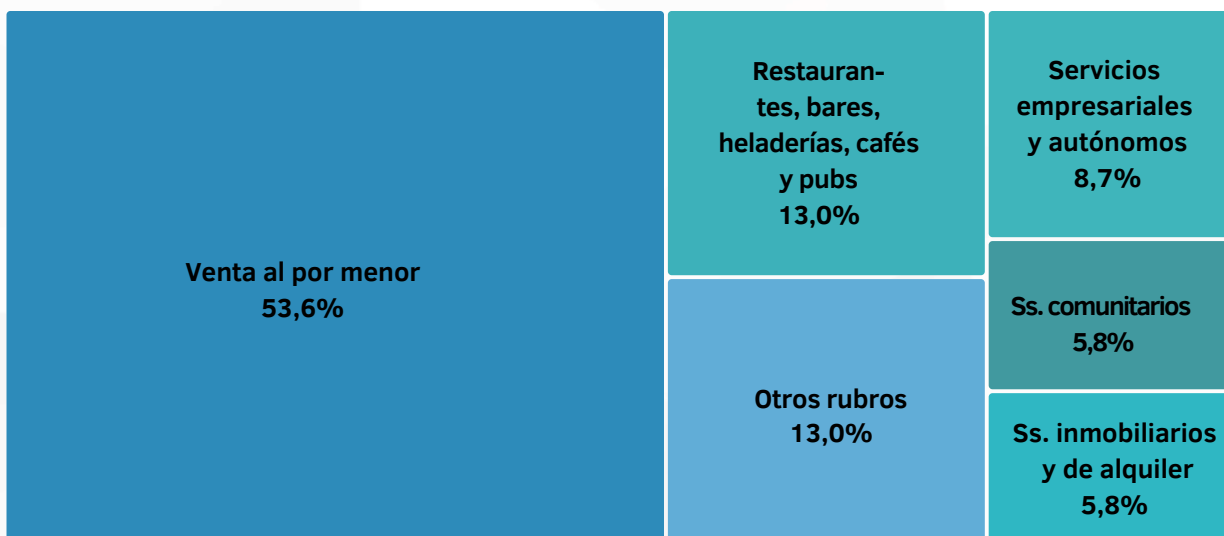 Venta al por menor
53,6%
Restauran-
tes, bares,
heladerías, cafés
y pubs
13,0%
Otros rubros
13,0%
Servicios
empresariales
y autónomos
8,7%
Ss. comunitarios
5,8%
Ss. inmobiliarios
y de alquiler
5,8%